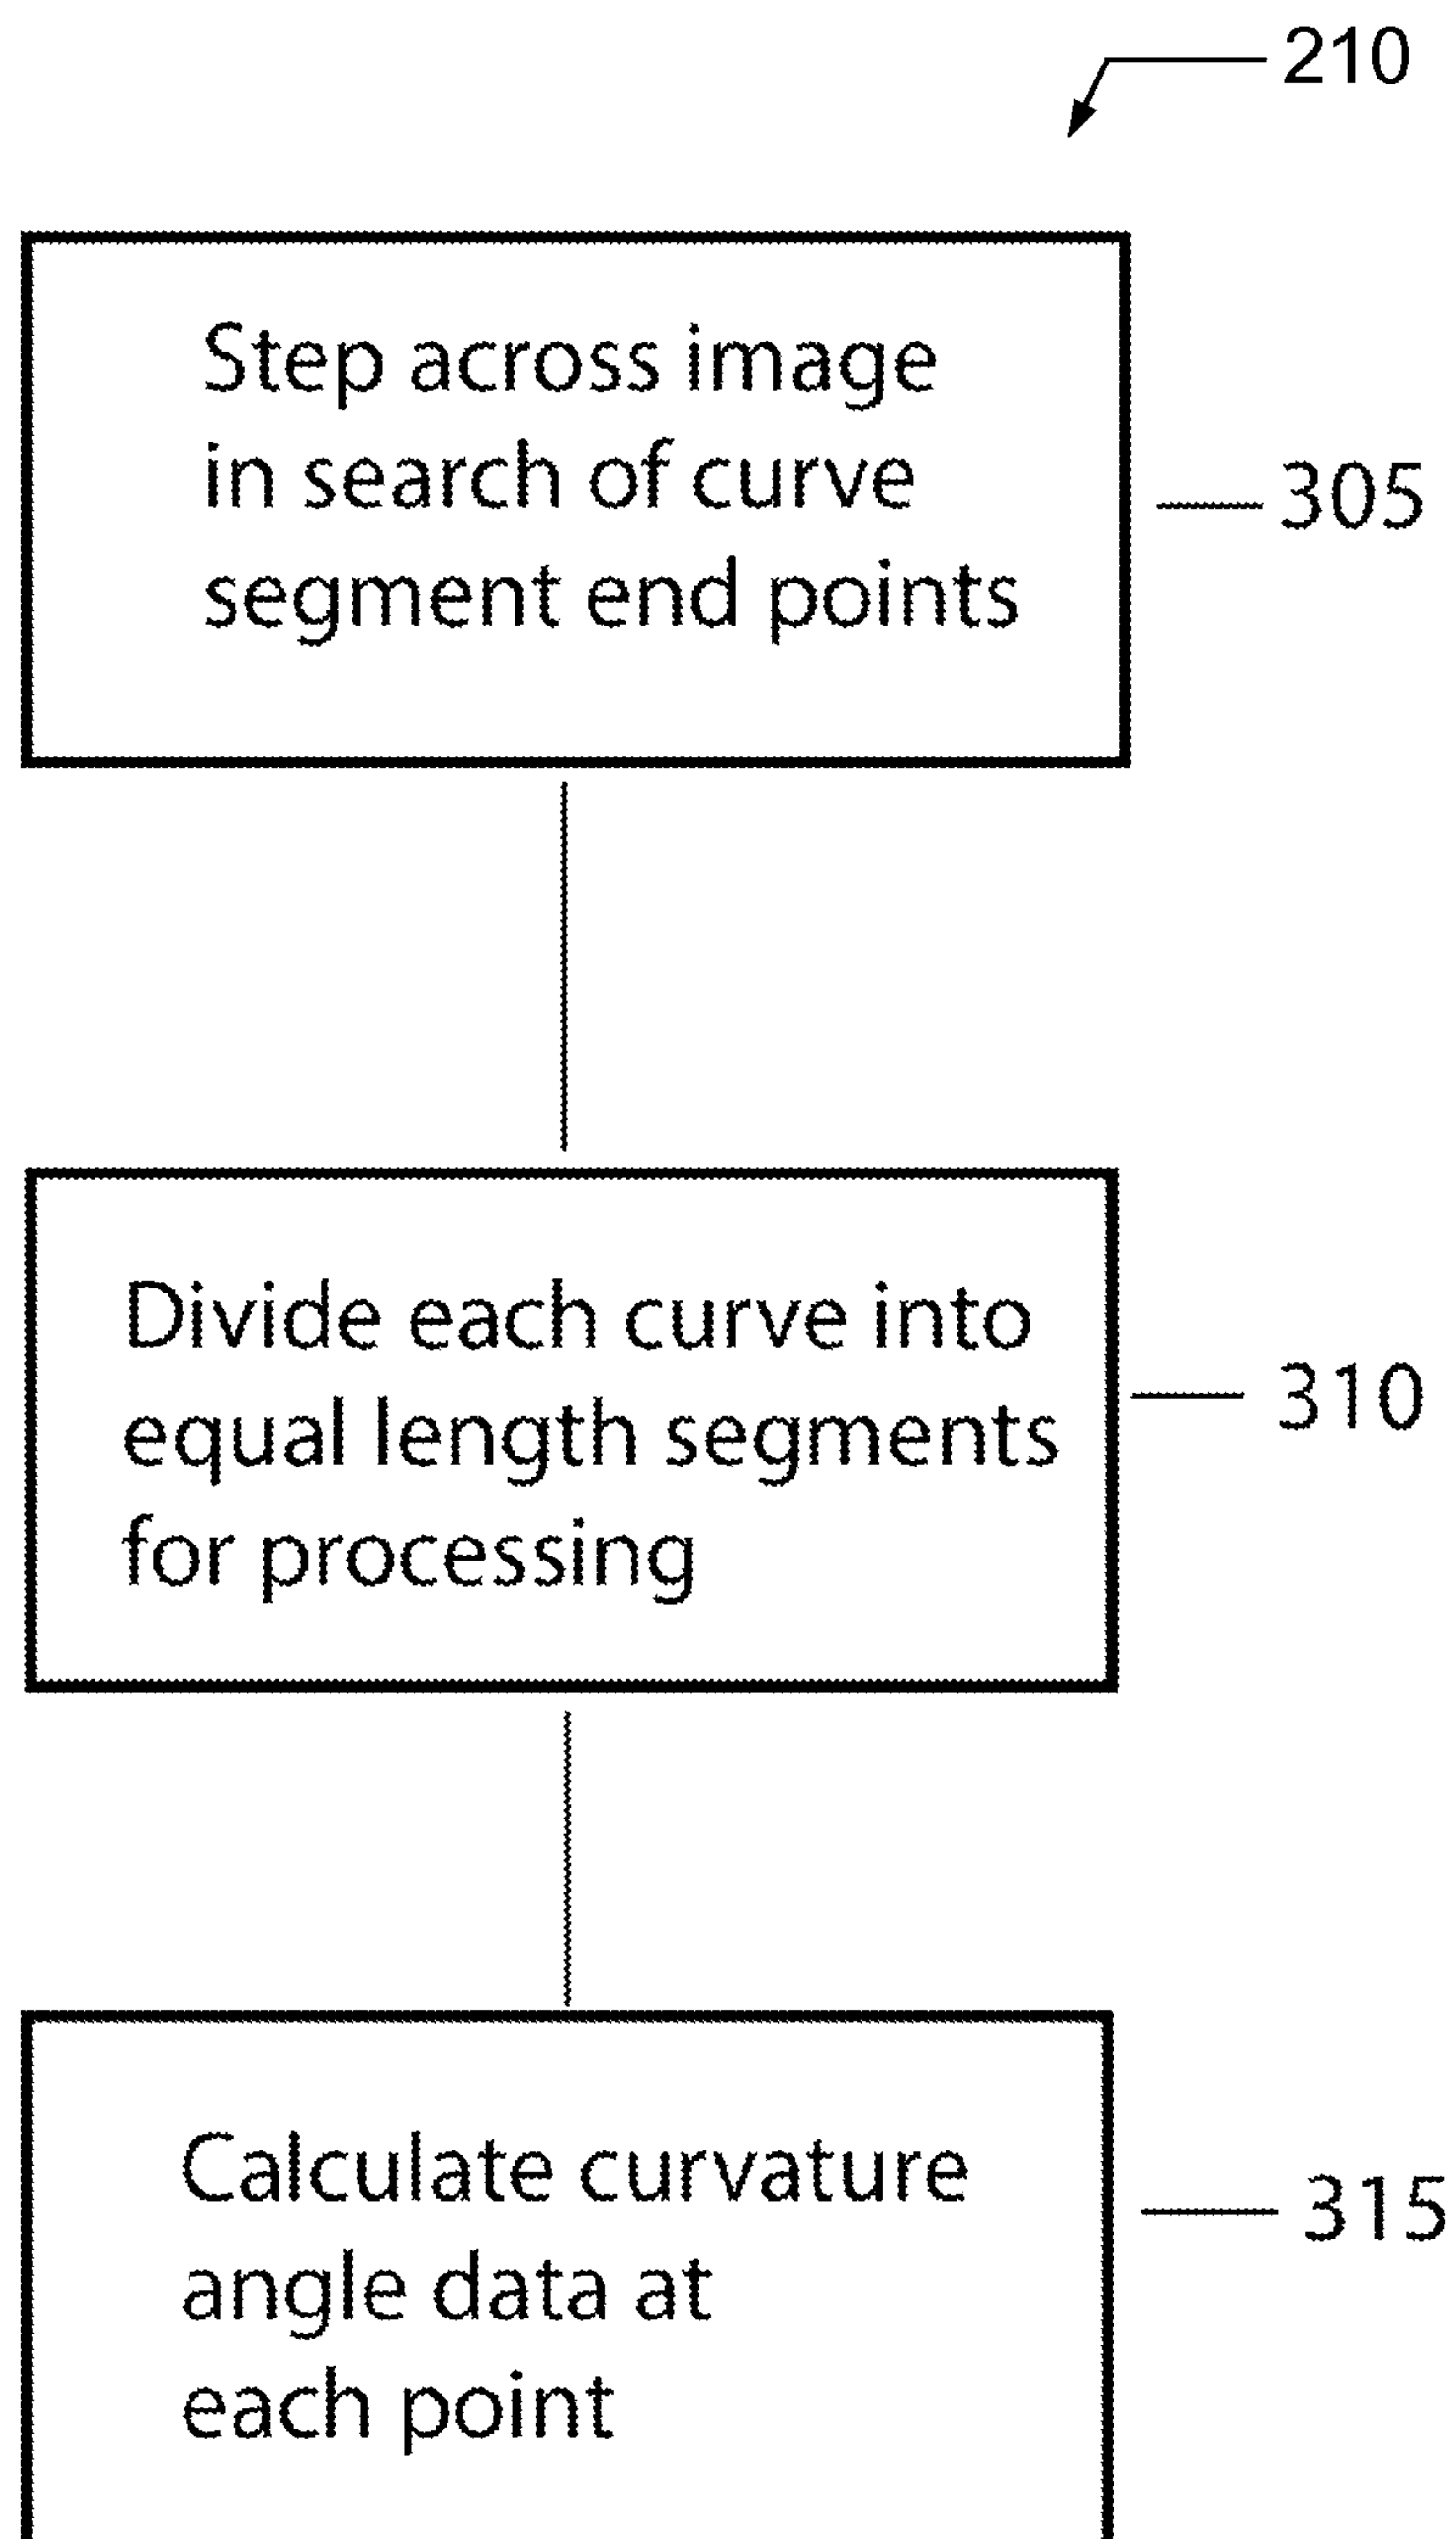 210
Step across image
in search of curve
segment end points
305
Divide each curve into
equal length segments
for processing
310
Calculate curvature
angle data at
each point
315